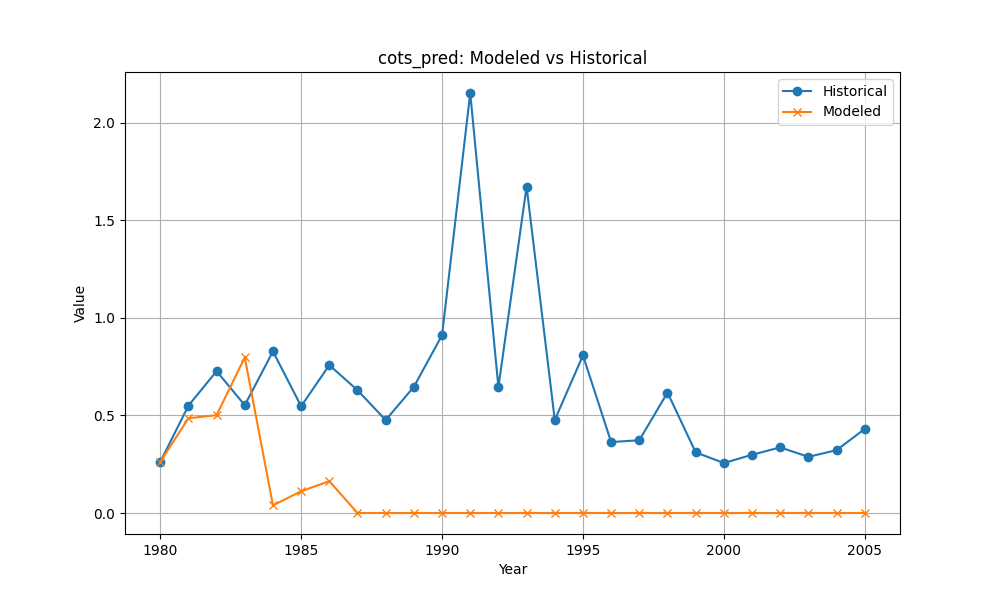 cots_pred: Modeled vs Historical
Historical
Modeled
Value
2.0
1.5
1.0
0.5
0.0
1980 1985 1990 1995 2000 2005
Year